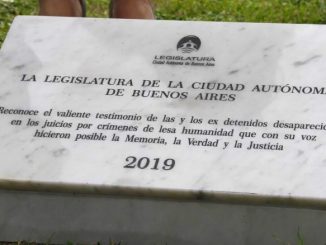 LEGISLATURA
Ciudad Autónoma de Buenos Aires
LA LEGISLATURA DE LA CIUDAD AUTÓNOMA
DE BUENOS AIRES
Reconoce el valiente testimonio de las y los ex detenidos desaparecidos
en los juicios por crímenes de lesa humanidad que con su voz
hicieron posible la Memoria, la Verdad y la Justicia
2019